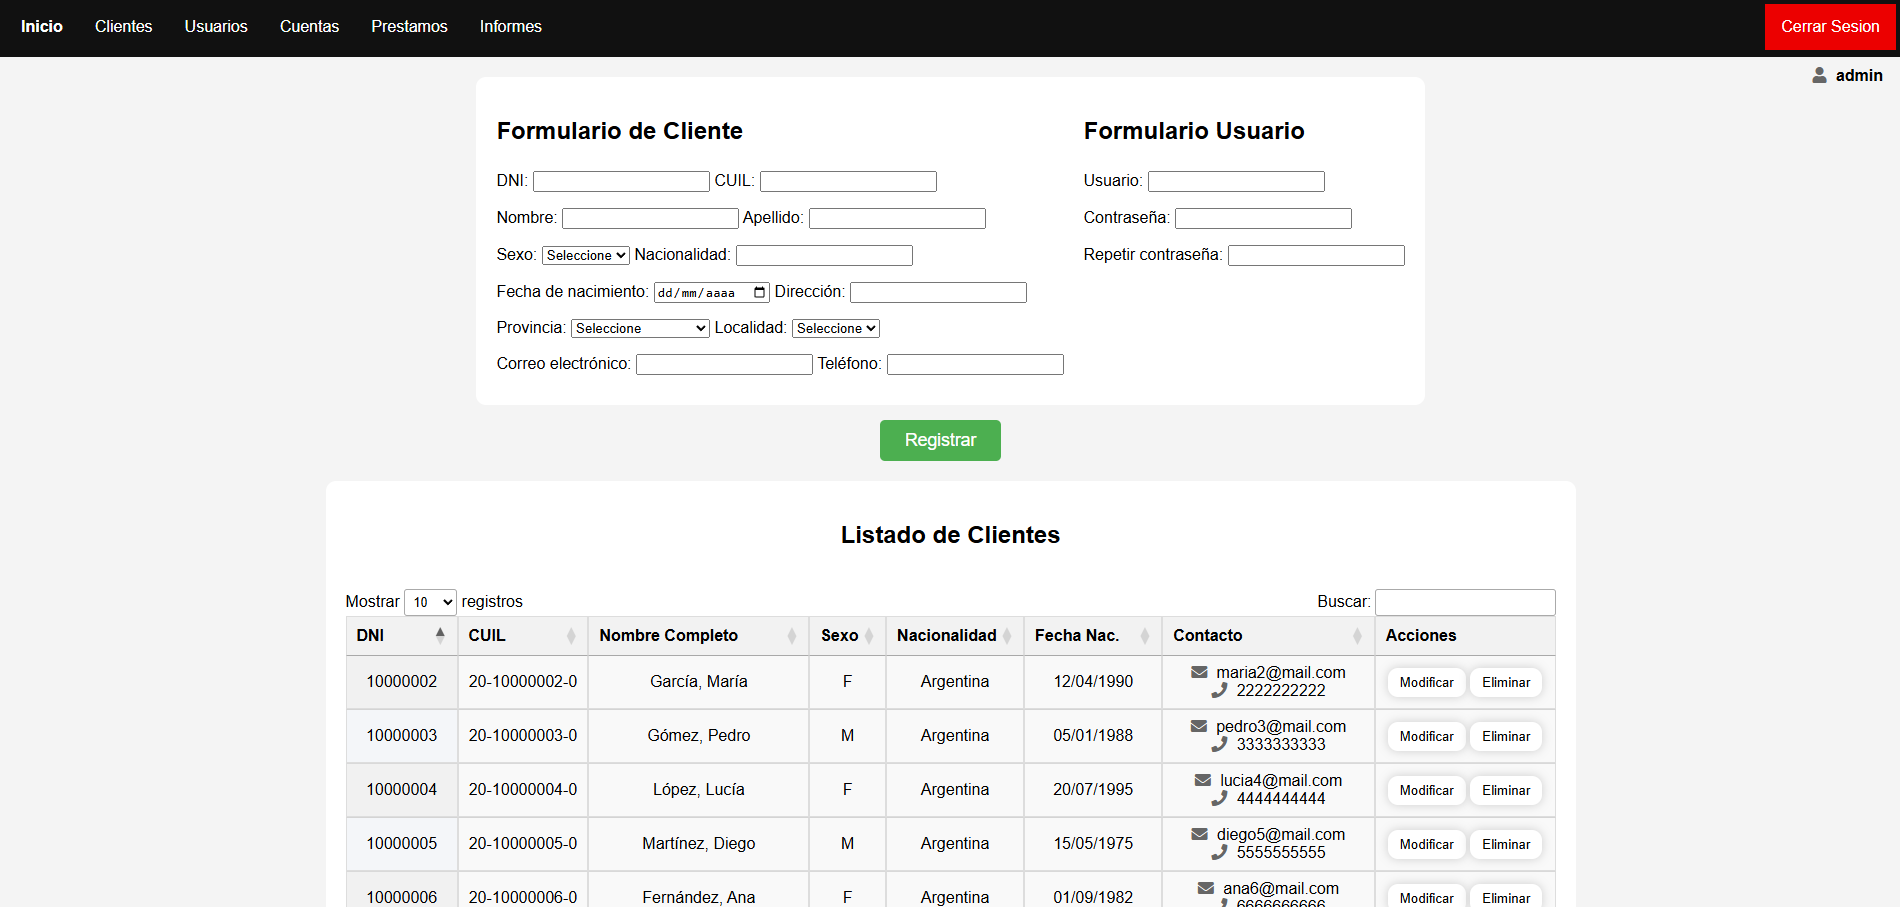 Inicio Clientes Usuarios Cuentas Prestamos Informes Cerrar Sesion
admin
Formulario de Cliente Formulario Usuario
DNI: CUIL: Usuario:
Nombre: Apellido: Contraseña:
Sexo: Seleccione Nacionalidad: Repetir contraseña:
Fecha de nacimiento: dd/mm/aaaa Dirección:
Provincia: Seleccione Localidad: Seleccione
Correo electrónico: Teléfono:
Registrar
Listado de Clientes
Mostrar 10 registros Buscar:
DNI CUIL Nombre Completo Sexo Nacionalidad Fecha Nac. Contacto Acciones
10000002 20-10000002-0 García, María F Argentina 12/04/1990 maria2@mail.com 2222222222 Modificar Eliminar
10000003 20-10000003-0 Gómez, Pedro M Argentina 05/01/1988 pedro3@mail.com 3333333333 Modificar Eliminar
10000004 20-10000004-0 López, Lucía F Argentina 20/07/1995 lucia4@mail.com 4444444444 Modificar Eliminar
10000005 20-10000005-0 Martínez, Diego M Argentina 15/05/1975 diego5@mail.com 5555555555 Modificar Eliminar
10000006 20-10000006-0 Fernández, Ana F Argentina 01/09/1982 ana6@mail.com 6666666666 Modificar Eliminar